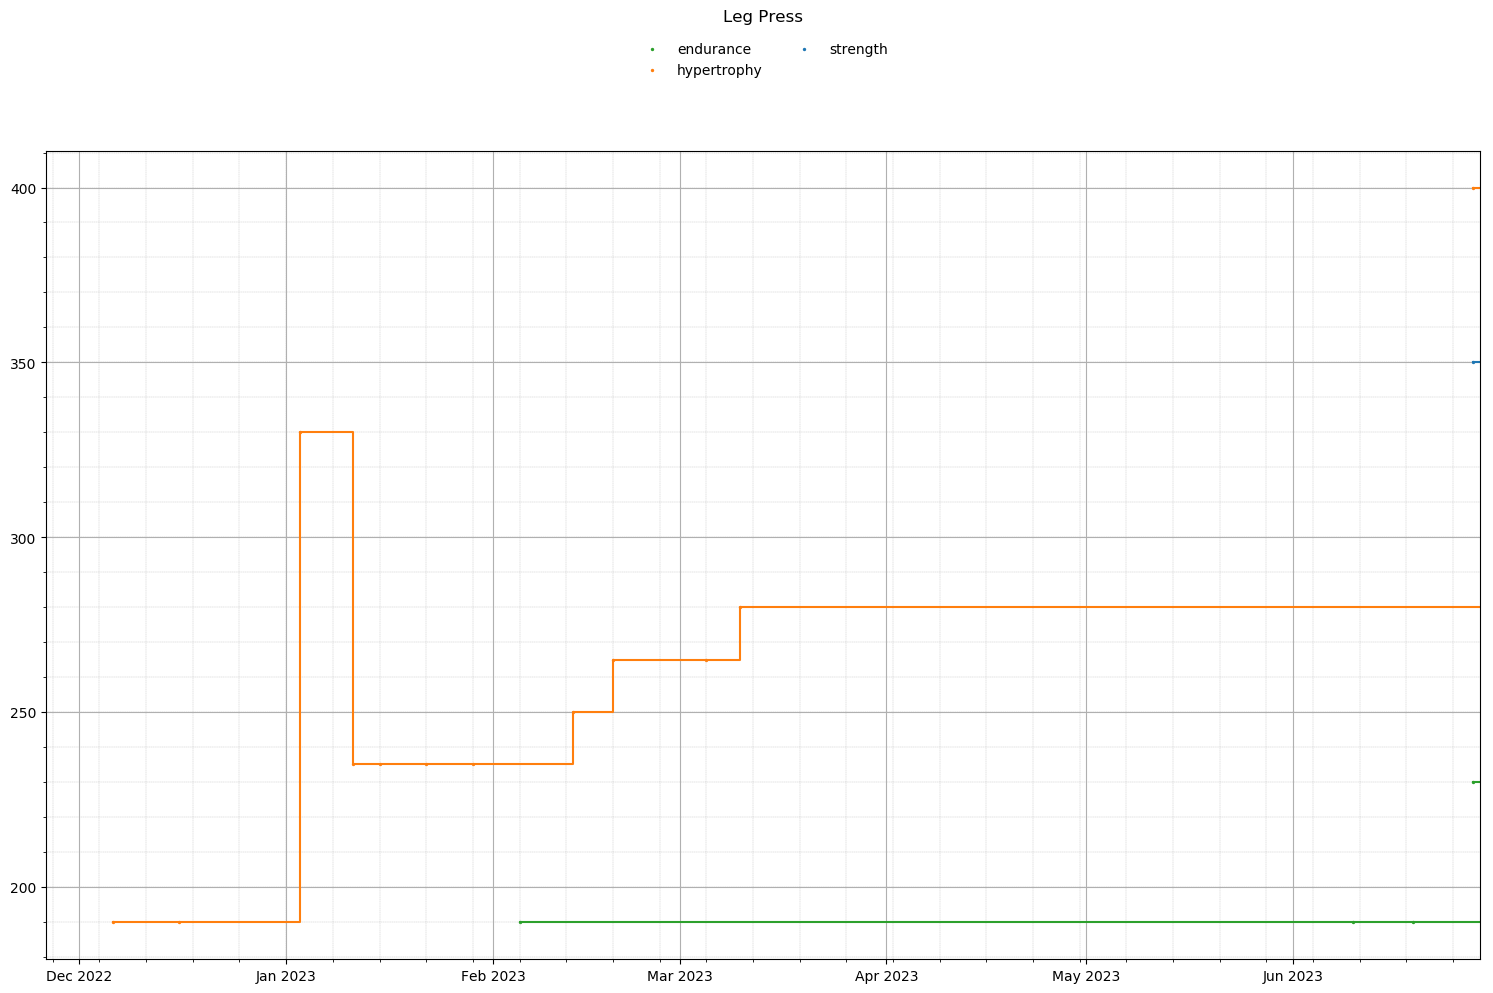 Leg Press
endurance
strength
hypertrophy
400
350
300
250
200
Dec 2022
Jan 2023
Feb 2023
Mar 2023
Apr 2023
May 2023
Jun 2023